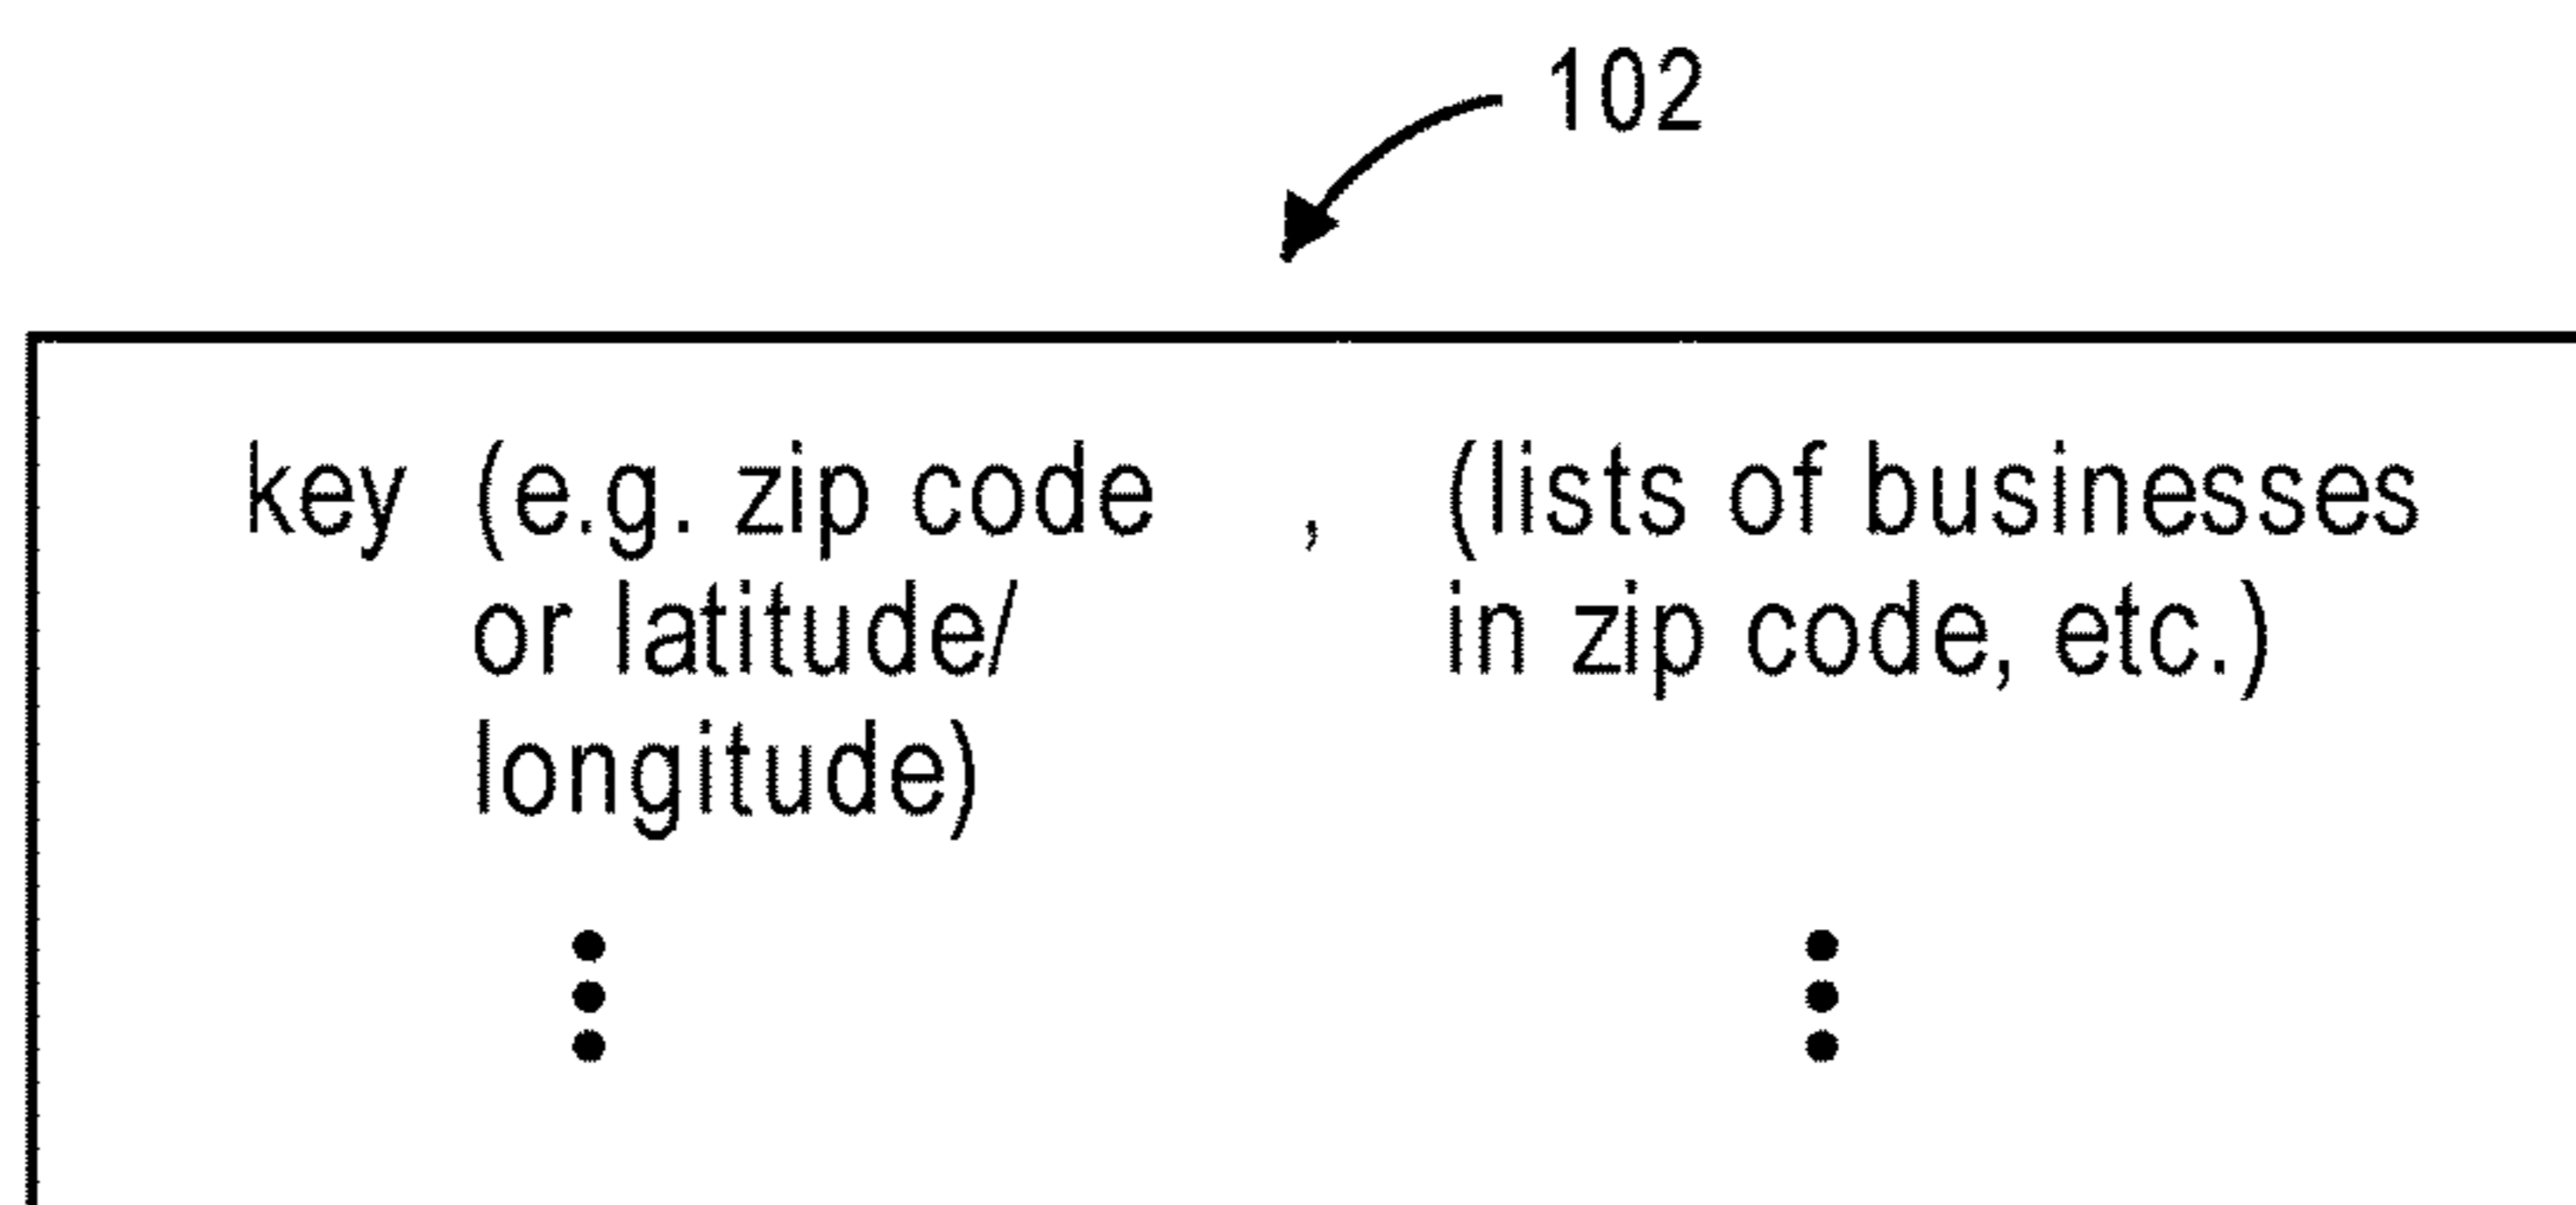 102
key (e.g. zip code , (lists of businesses
or latitude/ in zip code, etc.)
longitude)